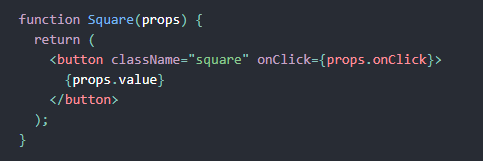 function Square(props) {
  return (
    <button className="square" onClick={props.onClick}>
      {props.value}
    </button>
  );
}